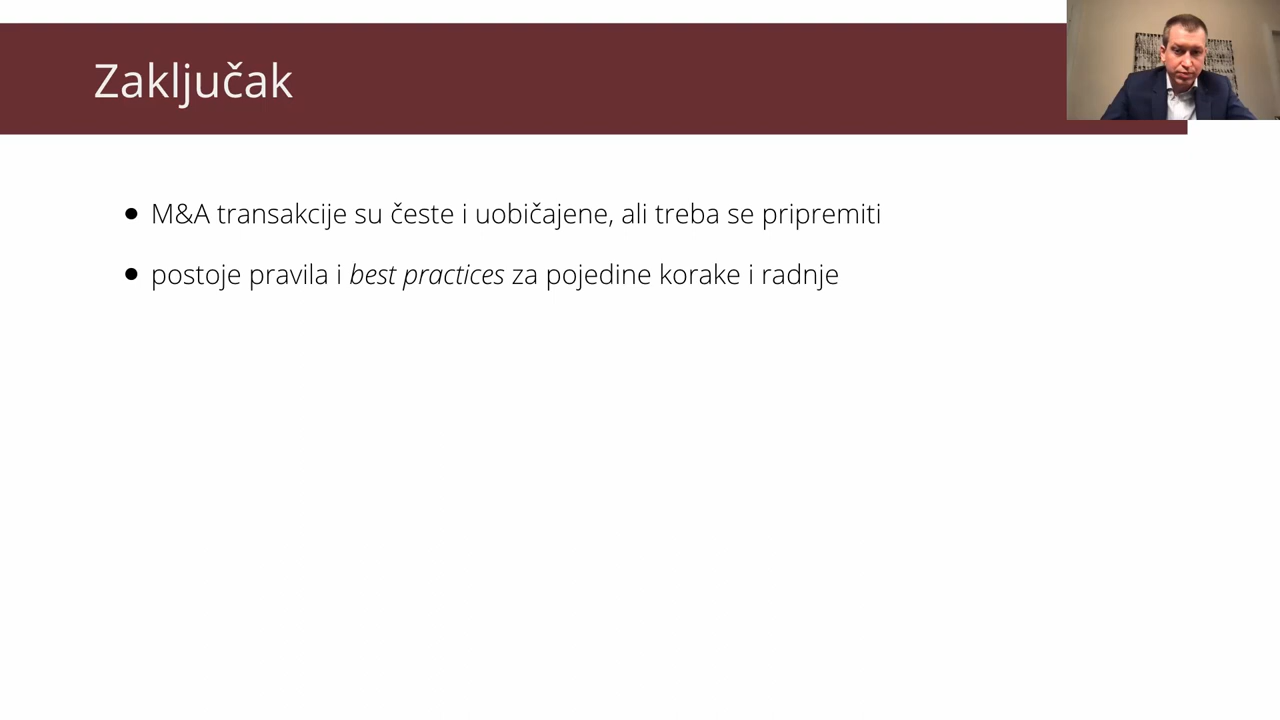 Zaključak
M&A transakcije su česte i uobičajene, ali treba se pripremiti
postoje pravila i best practices za pojedine korake i radnje